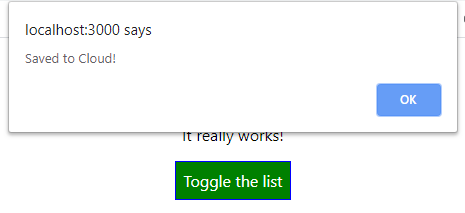 localhost:3000 says
Saved to Cloud!
OK
It really works!
Toggle the list